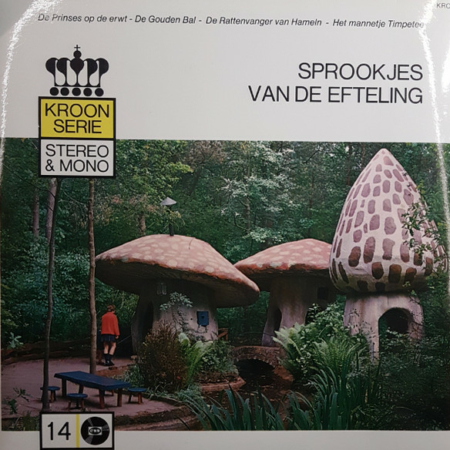 De Prinses op de erwt - De Gouden Bal - De Rattenvanger van Hameln - Het mannetje Timpetee
KRO
SPROOKJES
VAN DE EFTELING
KROON
SERIE
STEREO
& MONO
14